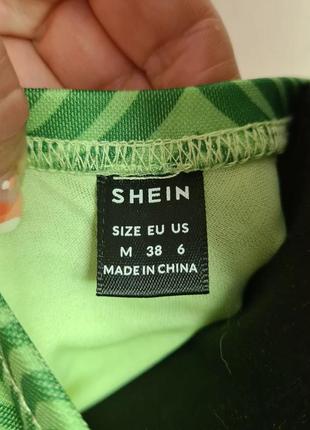 SHEIN
SIZE EU US
M 38 6
MADE IN CHINA